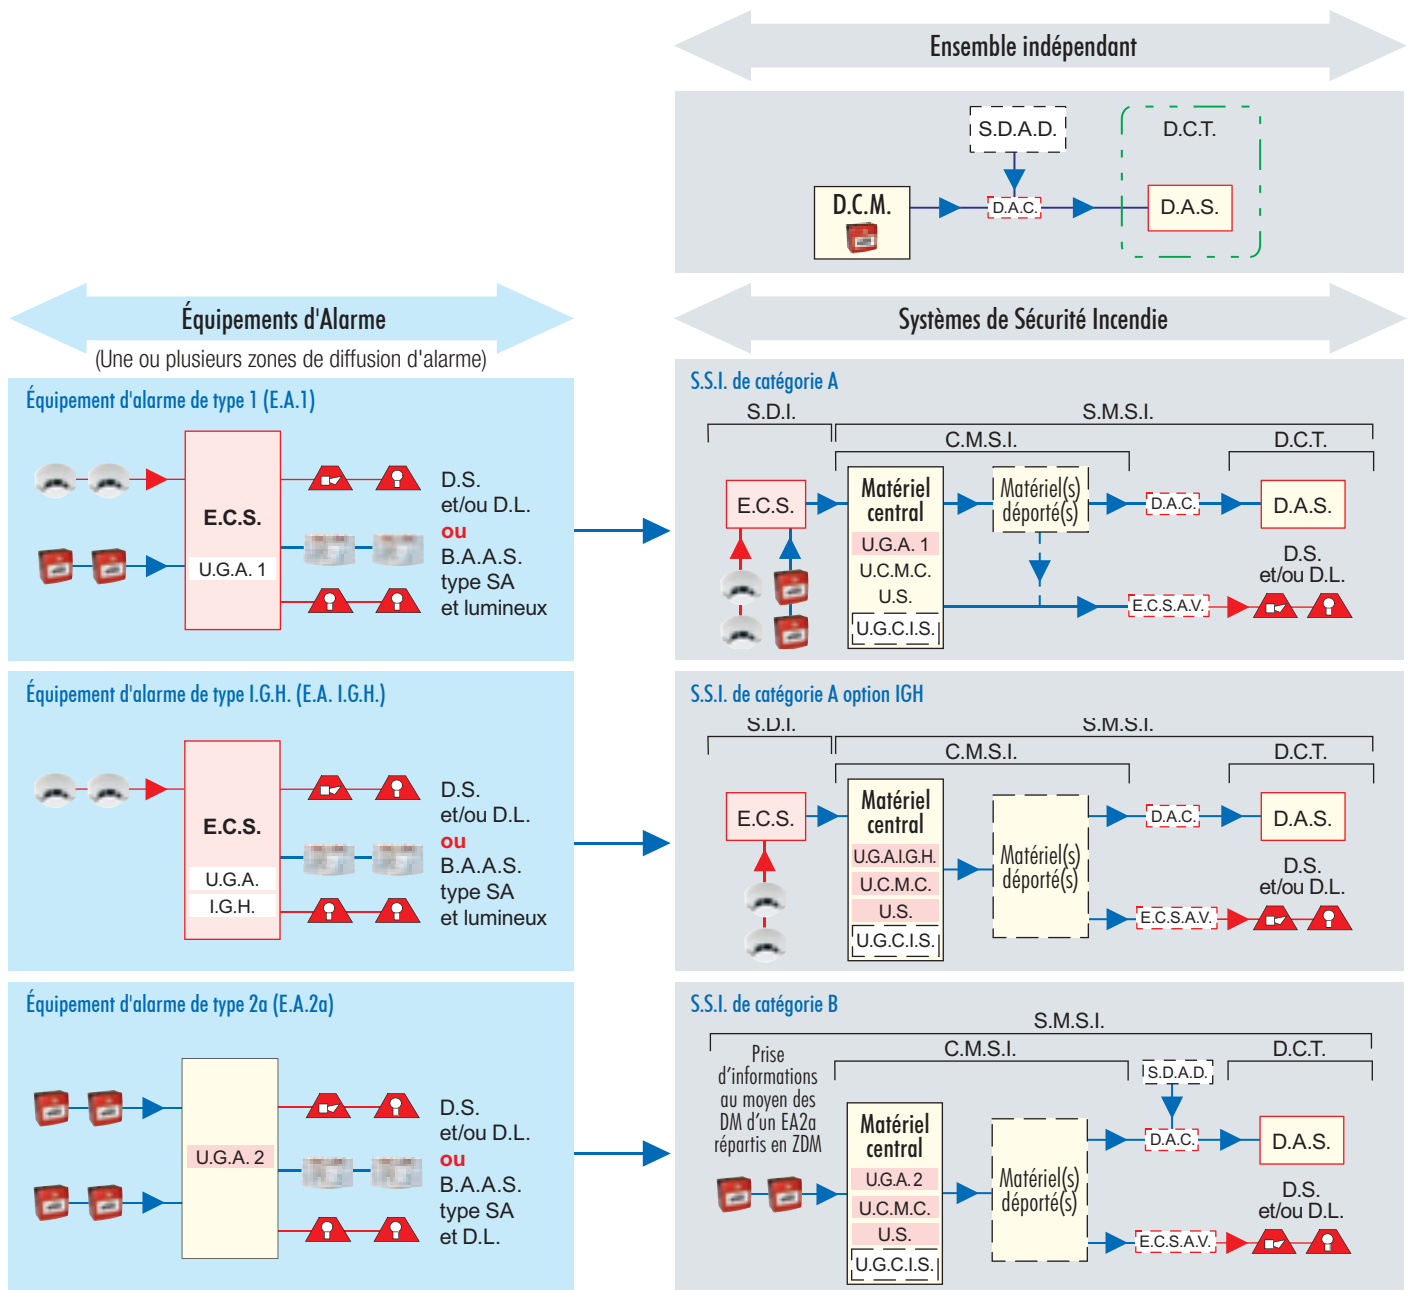 Ensemble indépendant
S.D.A.D.
D.C.T.
D.C.M.
D.A.C.
D.A.S.
Équipements d'Alarme
(Une ou plusieurs zones de diffusion d'alarme)
Systèmes de Sécurité Incendie
Équipement d'alarme de type 1 (E.A.1)
E.C.S.
U.G.A. 1
D.S.
et/ou D.L.
ou
B.A.A.S.
type SA
et lumineux
S.S.I. de catégorie A
S.D.I.
S.M.S.I.
C.M.S.I.
D.C.T.
E.C.S.
Matériel
central
U.G.A. 1
U.C.M.C.
U.S.
U.G.C.I.S.
Matériel(s)
déporté(s)
D.A.C.
D.A.S.
D.S.
et/ou D.L.
E.C.S.A.V.
Équipement d'alarme de type I.G.H. (E.A. I.G.H.)
E.C.S.
U.G.A.
I.G.H.
D.S.
et/ou D.L.
ou
B.A.A.S.
type SA
et lumineux
S.S.I. de catégorie A option IGH
S.D.I.
S.M.S.I.
C.M.S.I.
D.C.T.
E.C.S.
Matériel
central
U.G.A.I.G.H.
U.C.M.C.
U.S.
U.G.C.I.S.
Matériel(s)
déporté(s)
D.A.C.
D.A.S.
D.S.
et/ou D.L.
E.C.S.A.V.
Équipement d'alarme de type 2a (E.A.2a)
U.G.A. 2
D.S.
et/ou D.L.
ou
B.A.A.S.
type SA
et D.L.
S.S.I. de catégorie B
S.M.S.I.
C.M.S.I.
D.C.T.
Prise
d’informations
au moyen des
DM d’un EA2a
répartis en ZDM
Matériel
central
U.G.A. 2
U.C.M.C.
U.S.
U.G.C.I.S.
Matériel(s)
déporté(s)
S.D.A.D.
D.A.C.
D.A.S.
D.S.
et/ou D.L.
E.C.S.A.V.